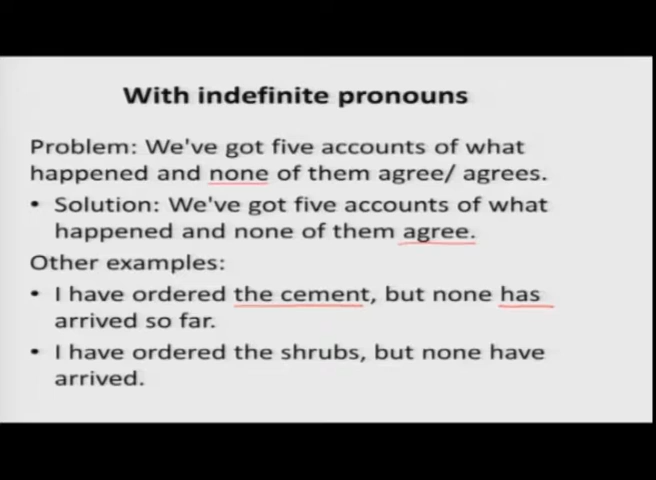 With indefinite pronouns
Problem: We've got five accounts of what
happened and none of them agree/ agrees.
• Solution: We've got five accounts of what
happened and none of them agree.
Other examples:
• I have ordered the cement, but none has
arrived so far.
• I have ordered the shrubs, but none have
arrived.